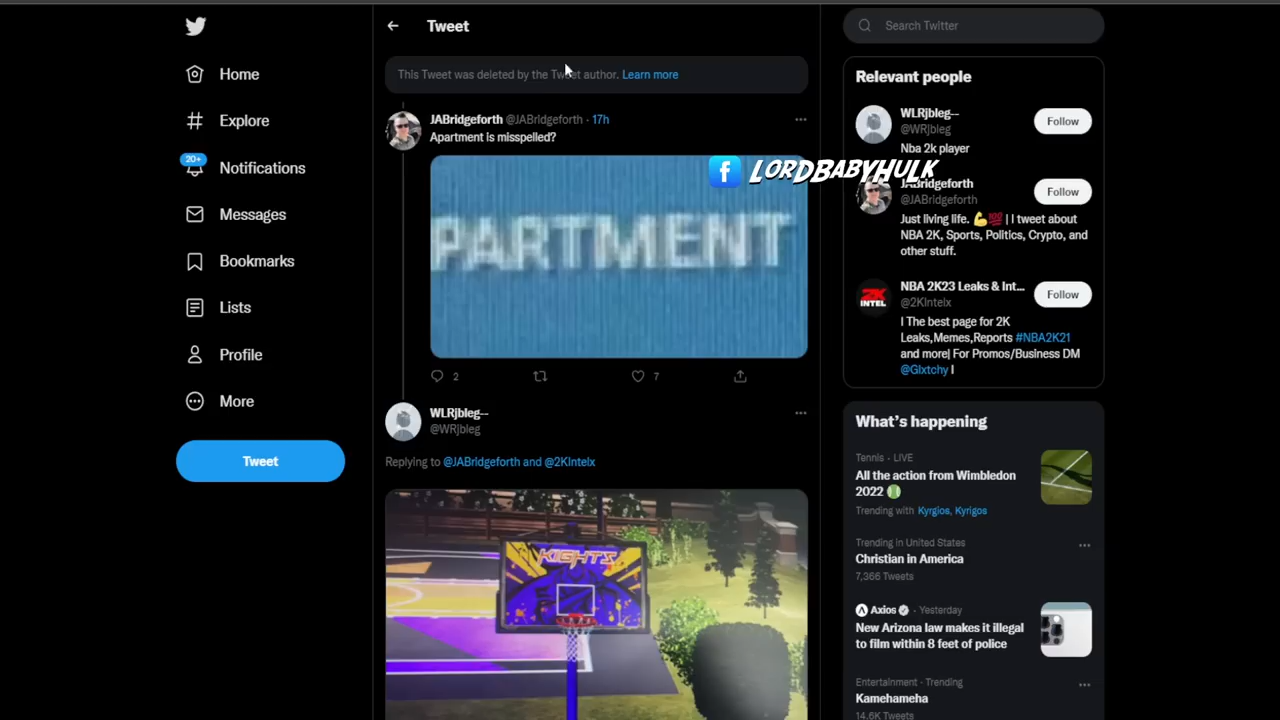 Home
Explore
20+
Notifications
Messages
Bookmarks
Lists
Profile
More
Tweet
Tweet
This Tweet was deleted by the Tweet author. Learn more
JABridgeforth @JABridgeforth · 17h
Apartment is misspelled?
PARTMENT
2
7
WLRjbleg--
@WRjbleg
Replying to @JABridgeforth and @2KIntelx
KIGHTS
f LORDBABYHULK
Search Twitter
Relevant people
WLRjbleg--
@WRjbleg
Follow
Nba 2k player
JABridgeforth
@JABridgeforth
Follow
Just living life. 💪💯 | I tweet about
NBA 2K, Sports, Politics, Crypto, and
other stuff.
2K
INTEL
NBA 2K23 Leaks & Int...
@2KIntelx
Follow
I The best page for 2K
Leaks,Memes,Reports #NBA2K21
and more| For Promos/Business DM
@Glxtchy I
What's happening
Tennis · LIVE
All the action from Wimbledon
2022
Trending with Kyrgios, Kyrigos
Trending in United States
Christian in America
7,366 Tweets
Axios · Yesterday
New Arizona law makes it illegal
to film within 8 feet of police
Entertainment · Trending
Kamehameha
14.6K Tweets